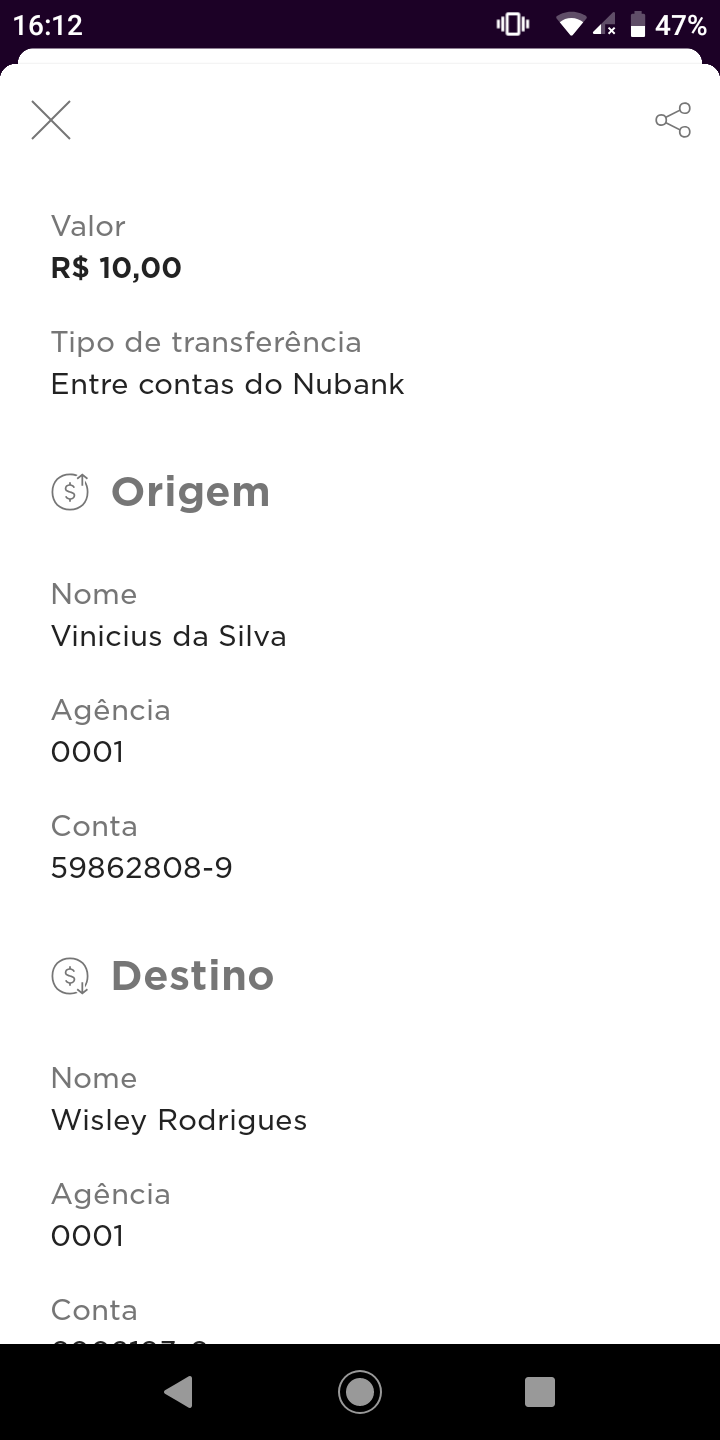 16:12
47%
Valor
R$ 10,00
Tipo de transferência
Entre contas do Nubank
Origem
Nome
Vinicius da Silva
Agência
0001
Conta
59862808-9
Destino
Nome
Wisley Rodrigues
Agência
0001
Conta